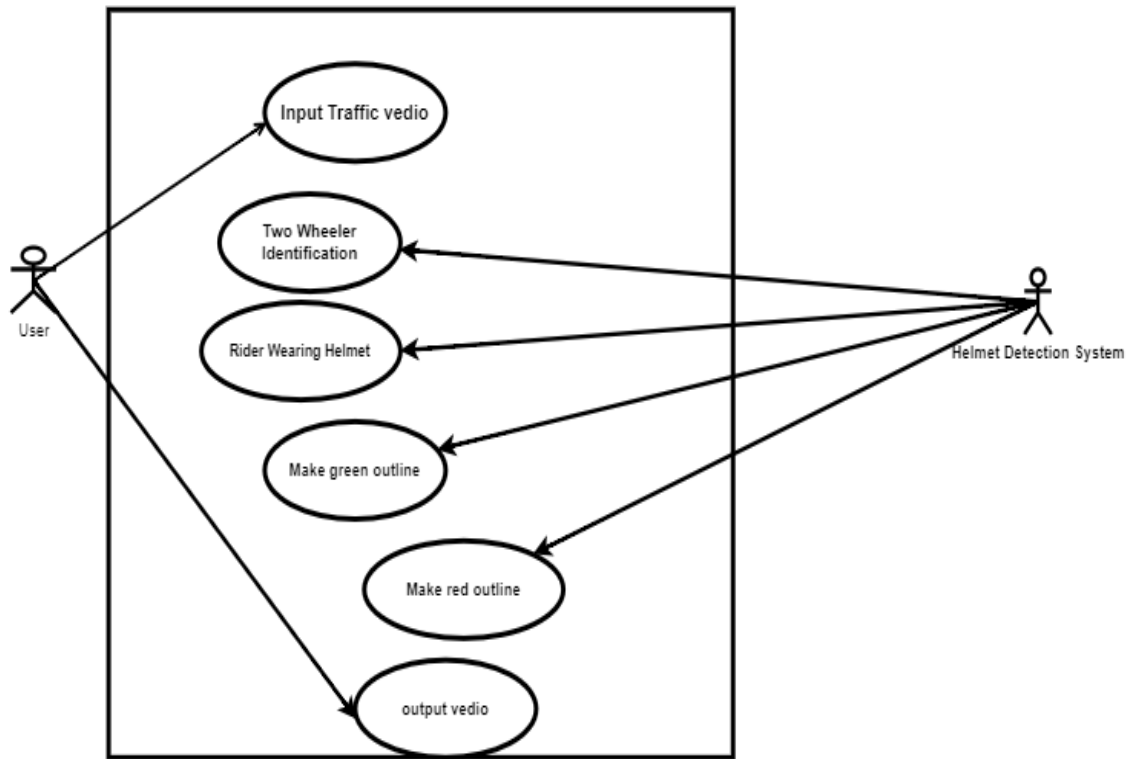 Input Traffic vedio
Two Wheeler
Identification
User
Rider Wearing Helmet
Helmet Detection System
Make green outline
Make red outline
output vedio